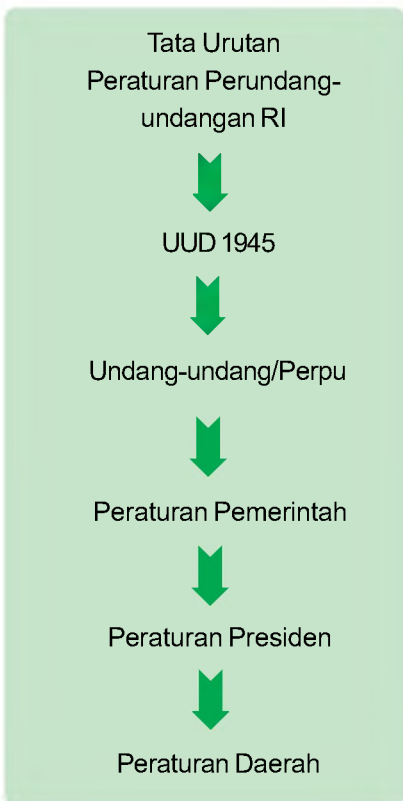 Tata Urutan
Peraturan Perundang-
undangan RI
UUD 1945
Undang-undang/Perpu
Peraturan Pemerintah
Peraturan Presiden
Peraturan Daerah